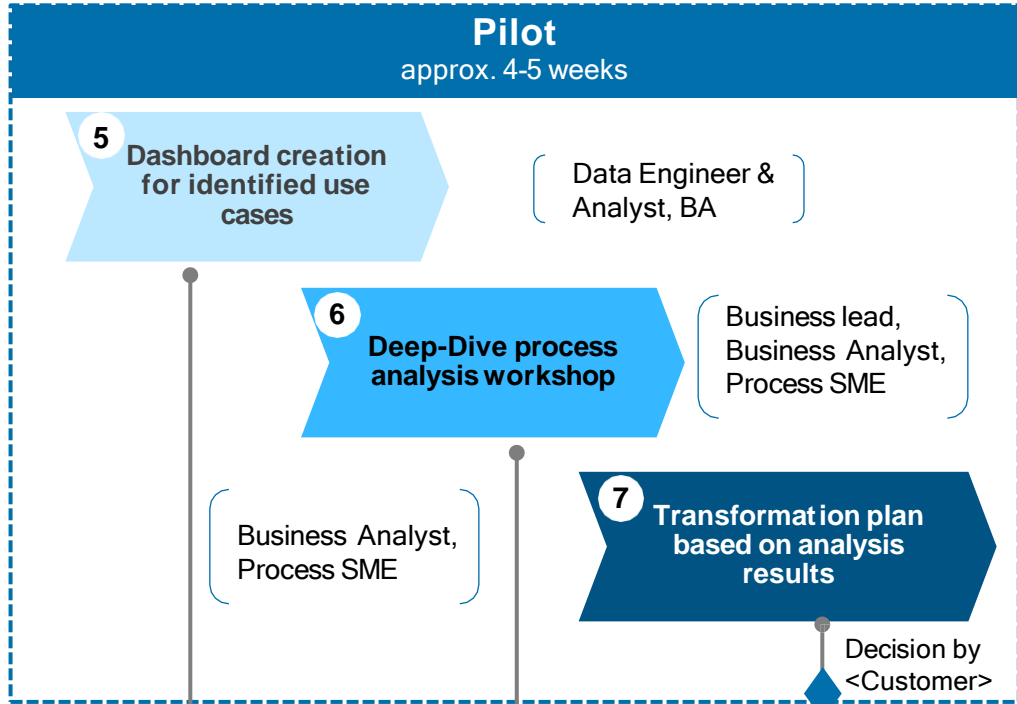 Pilot
approx. 4-5 weeks
5
Dashboard creation
for identified use
cases
Data Engineer &
Analyst, BA
6
Deep-Dive process
analysis workshop
Business lead,
Business Analyst,
Process SME
Business Analyst,
Process SME
7
Transformation plan
based on analysis
results
Decision by
<Customer>